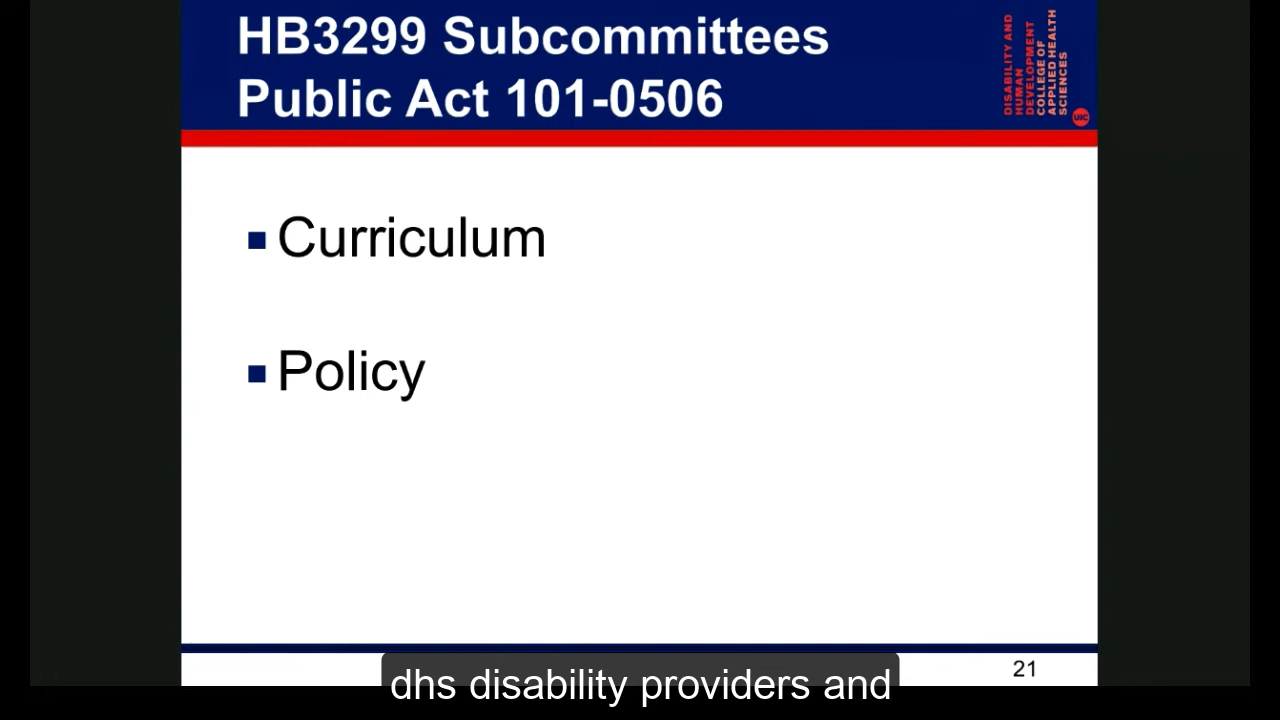 HB3299 Subcommittees
Public Act 101-0506
DISABILITY AND
HUMAN
DEVELOPMENT
COLLEGE OF
APPLIED HEALTH
SCIENCES
UIC
■ Curriculum
■ Policy
21
dhs disability providers and